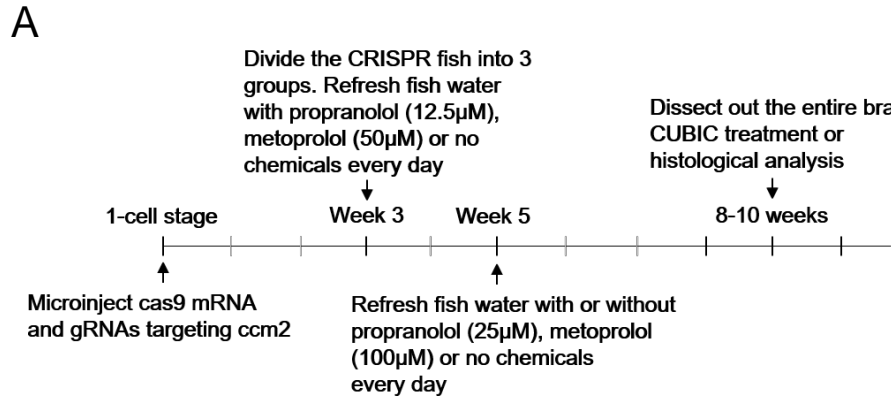 A
Divide the CRISPR fish into 3
groups. Refresh fish water
with propranolol (12.5µM),
metoprolol (50µM) or no
chemicals every day
Dissect out the entire bra
CUBIC treatment or
histological analysis
1-cell stage
Week 3
Week 5
8-10 weeks
Microinject cas9 mRNA
and gRNAs targeting ccm2
Refresh fish water with or without
propranolol (25µM), metoprolol
(100µM) or no chemicals
every day